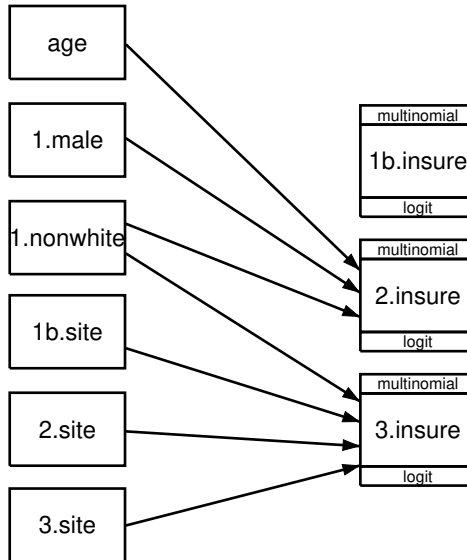 age
1.male
1.nonwhite
1b.site
2.site
3.site
multinomial
1b.insure
logit
multinomial
2.insure
logit
multinomial
3.insure
logit